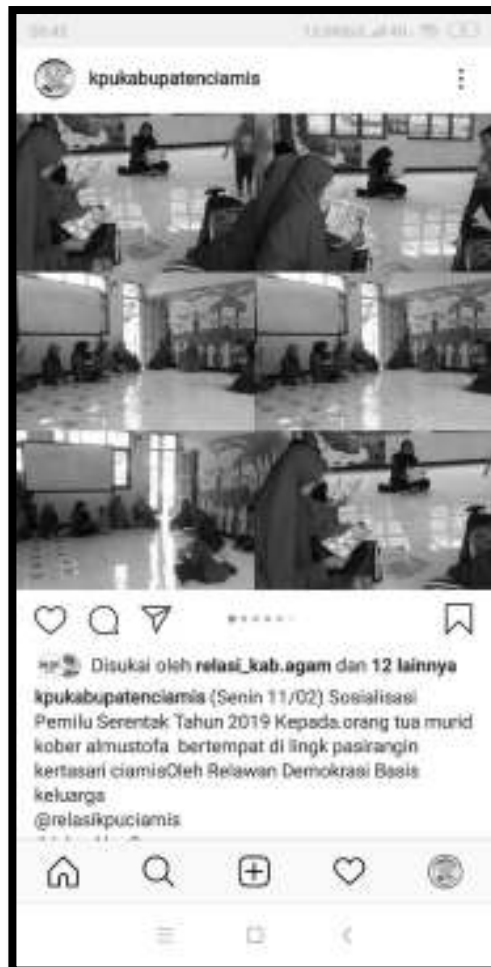 kpukabupatenciamis
Disukai oleh relasi_kab.agam dan 12 lainnya
kpukabupatenciamis (Senin 11/02) Sosialisasi
Pemilu Serentak Tahun 2019 Kepada.orang tua murid
kober almustofa bertempat di lingk pasirangin
kertasari ciamisOleh Relawan Demokrasi Basis
keluarga
@relasikpuciamis